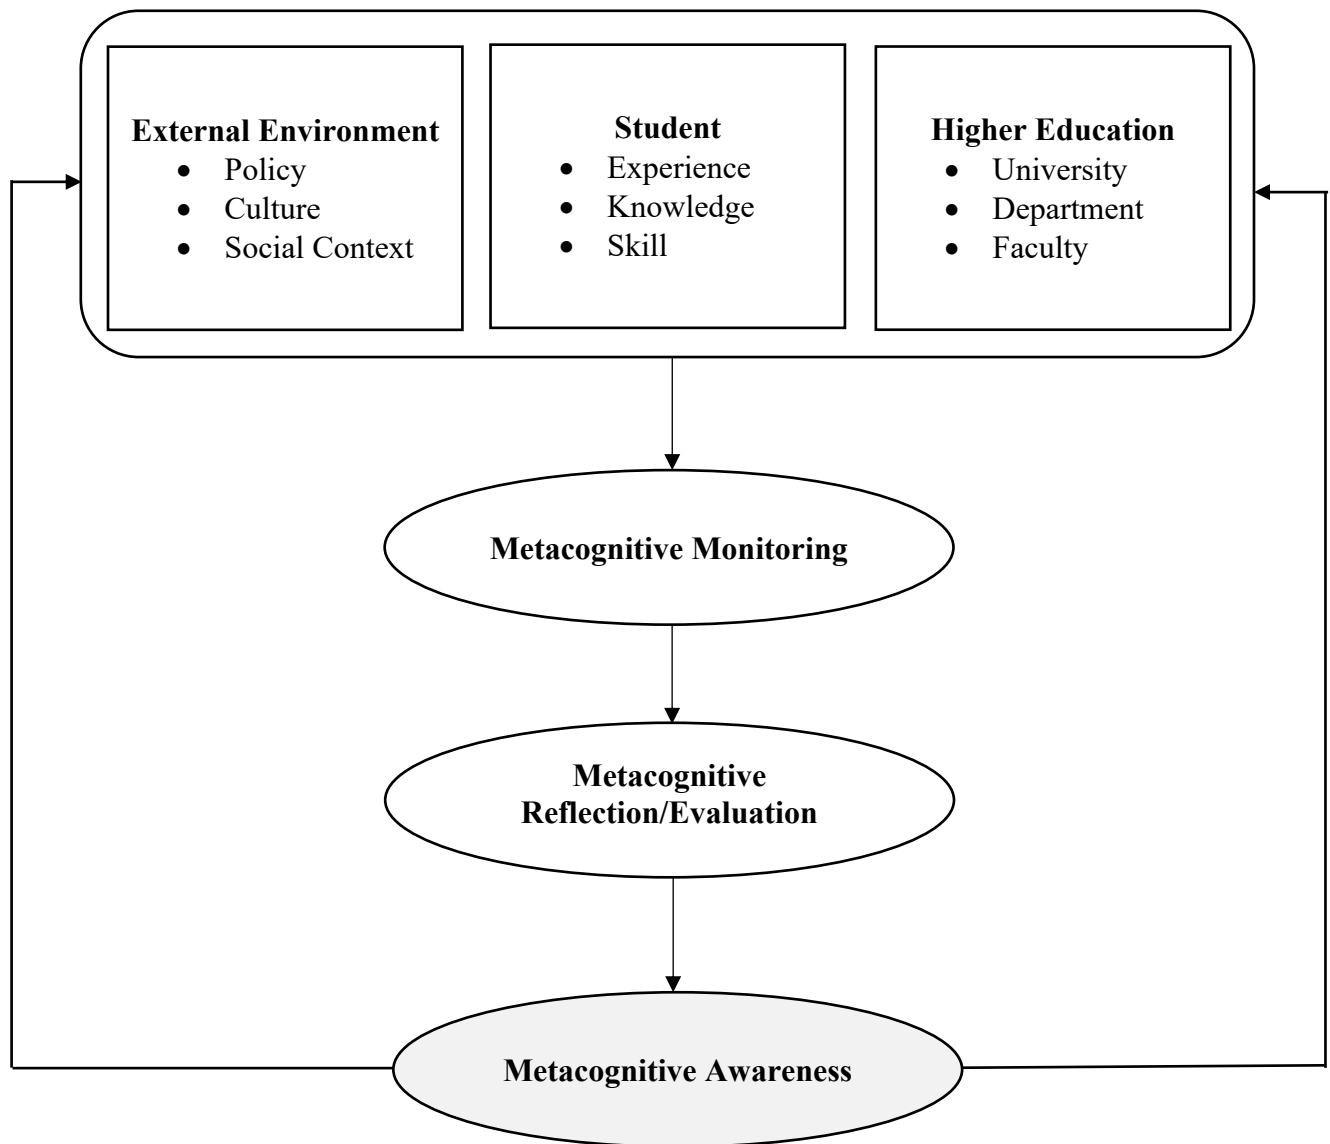 External Environment
• Policy
• Culture
• Social Context
Student
• Experience
• Knowledge
• Skill
Higher Education
• University
• Department
• Faculty
Metacognitive Monitoring
Metacognitive
Reflection/Evaluation
Metacognitive Awareness